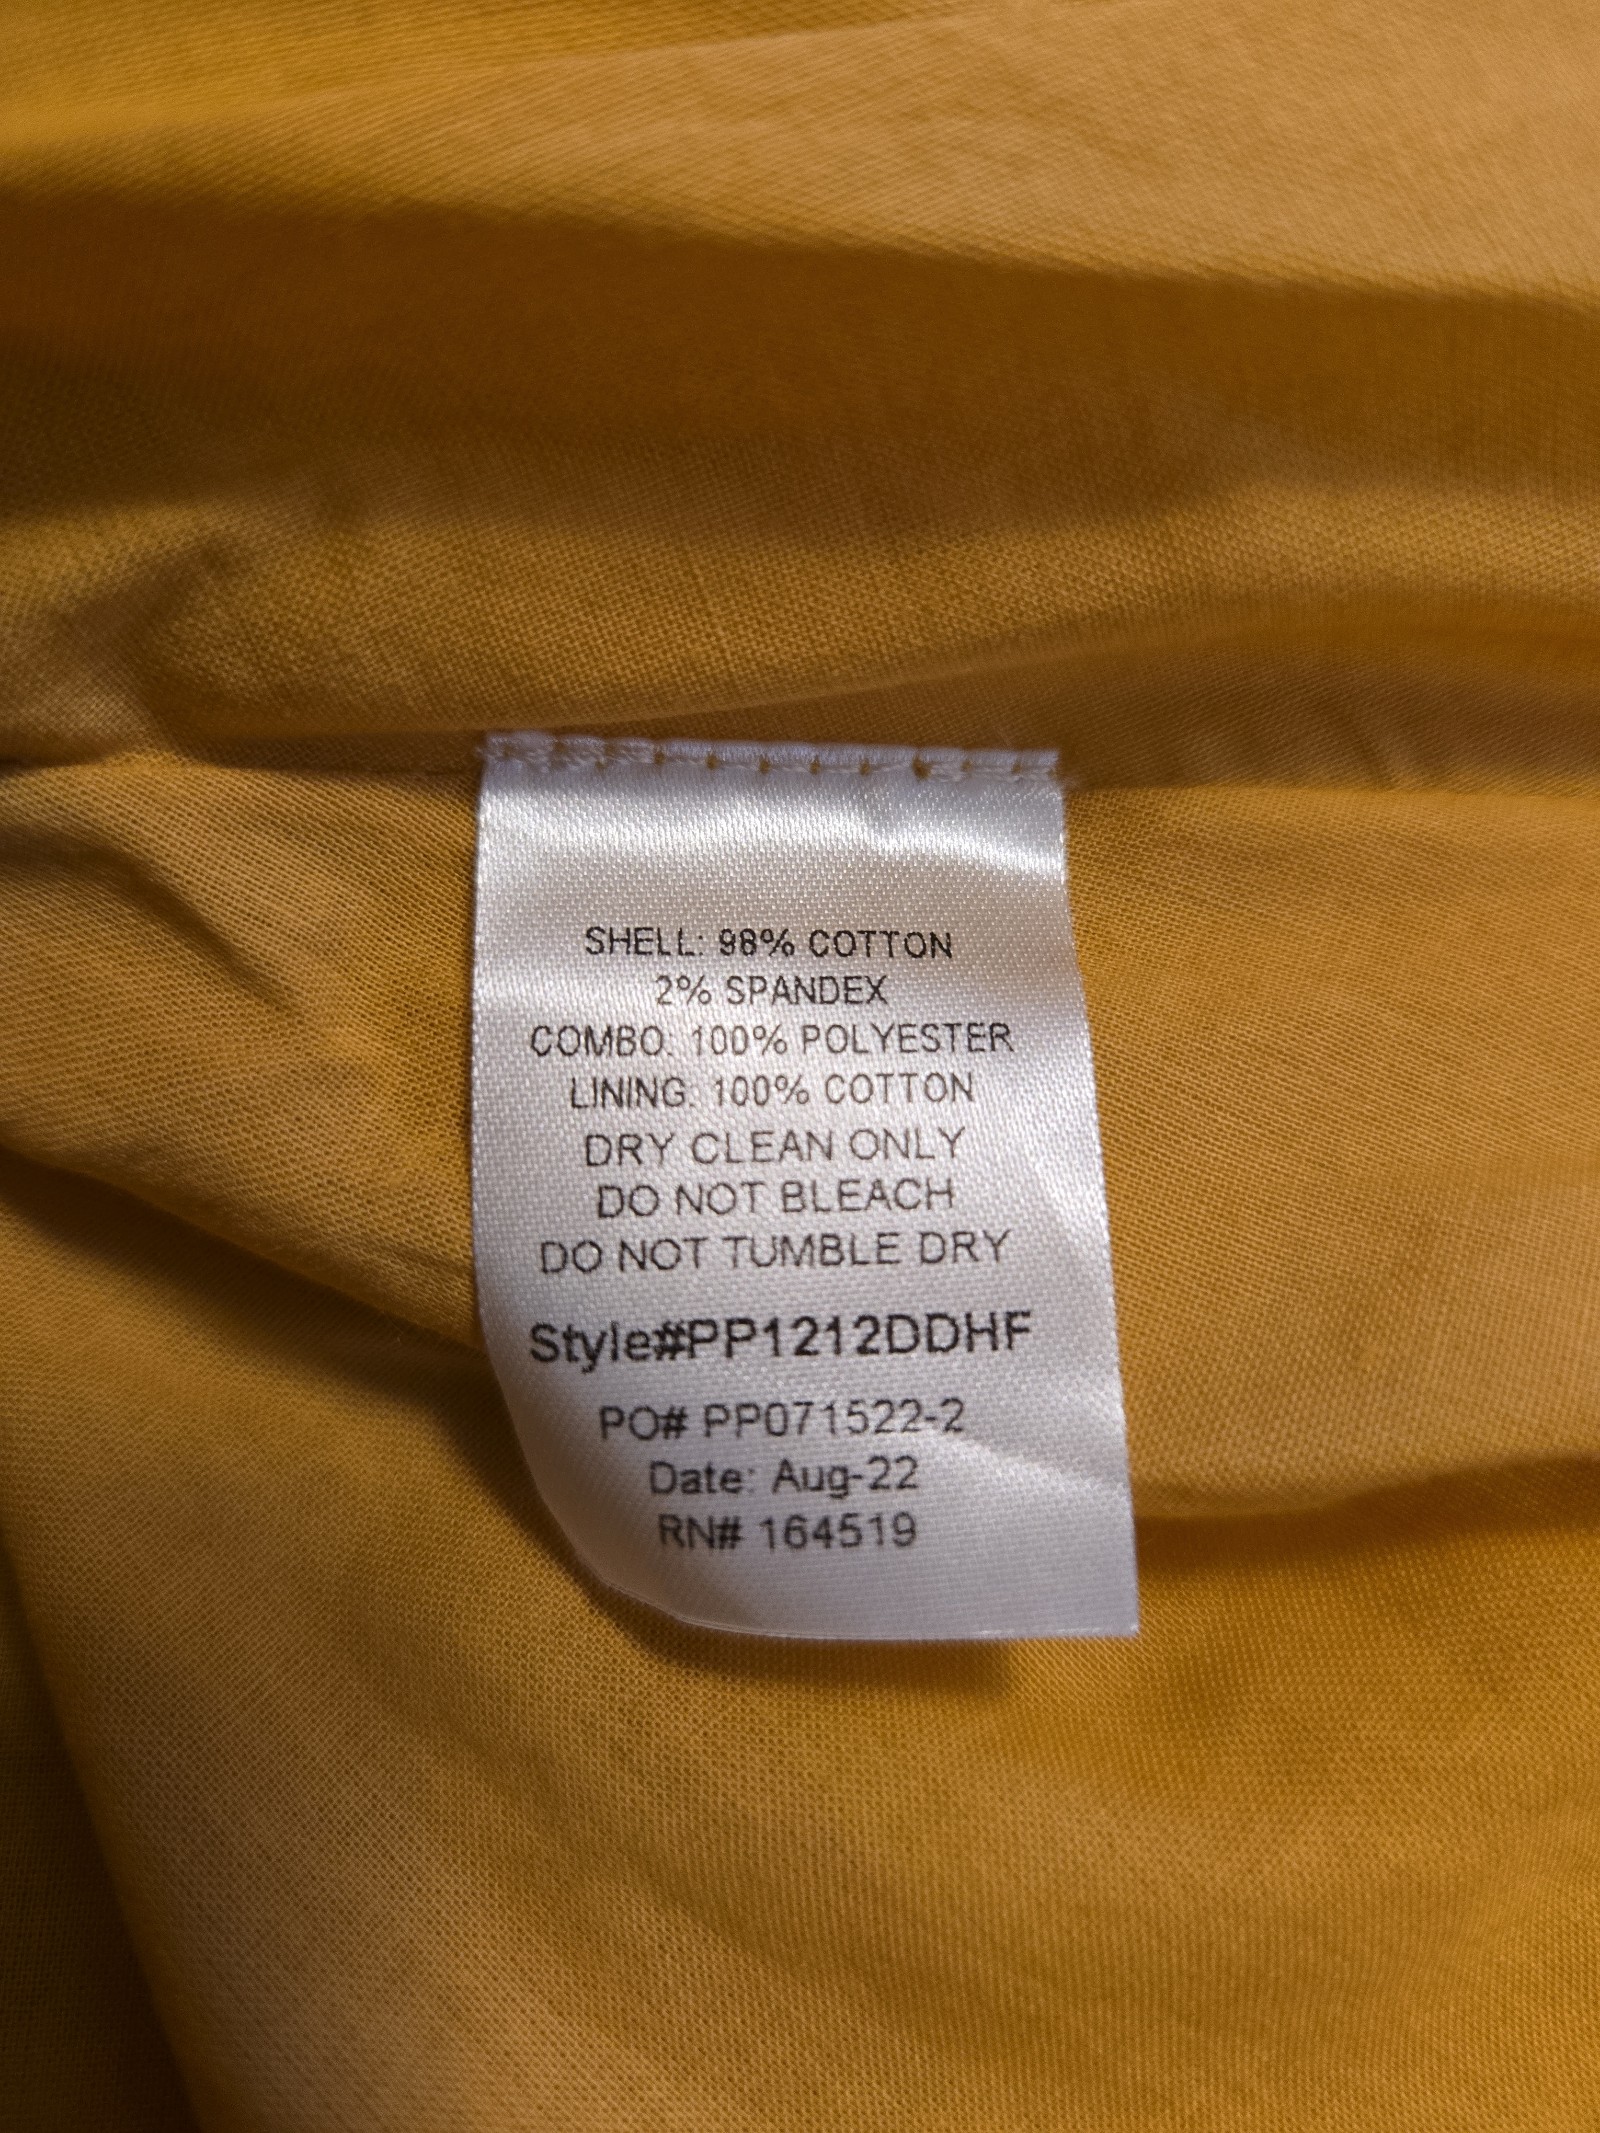 SHELL: 98% COTTON
2% SPANDEX
COMBO: 100% POLYESTER
LINING: 100% COTTON
DRY CLEAN ONLY
DO NOT BLEACH
DO NOT TUMBLE DRY
Style#PP1212DDHF
PO# PP071522-2
Date: Aug-22
RN# 164519